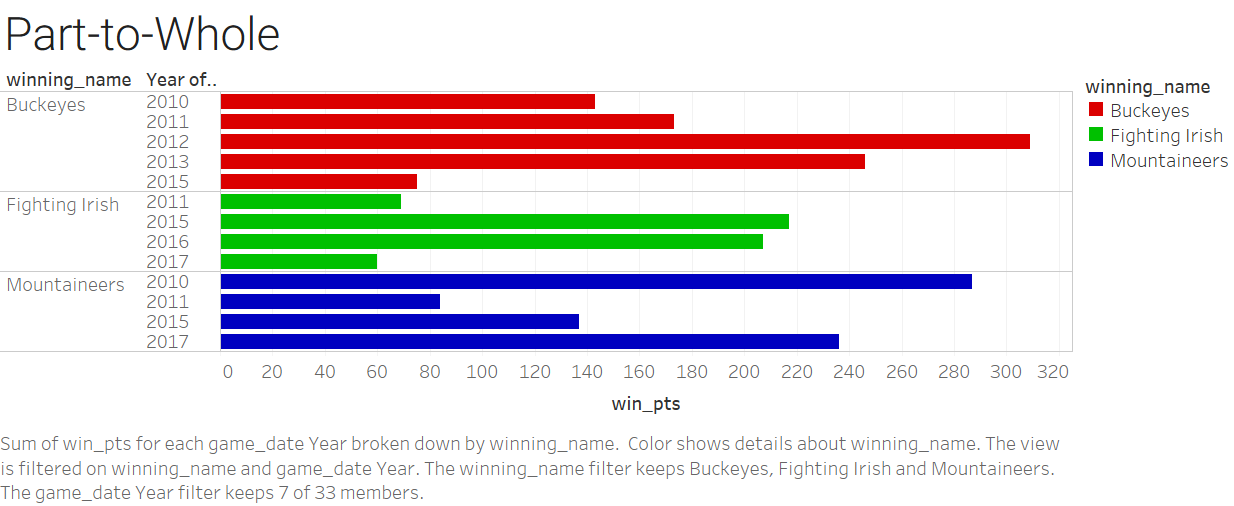 Part-to-Whole
winning_name Year of..
Buckeyes 2010
2011
2012
2013
2015
Fighting Irish 2011
2015
2016
2017
Mountaineers 2010
2011
2015
2017
0 20 40 60 80 100 120 140 160 180 200 220 240 260 280 300 320
win_pts
winning_name
Buckeyes
Fighting Irish
Mountaineers
Sum of win_pts for each game_date Year broken down by winning_name. Color shows details about winning_name. The view
is filtered on winning_name and game_date Year. The winning_name filter keeps Buckeyes, Fighting Irish and Mountaineers.
The game_date Year filter keeps 7 of 33 members.